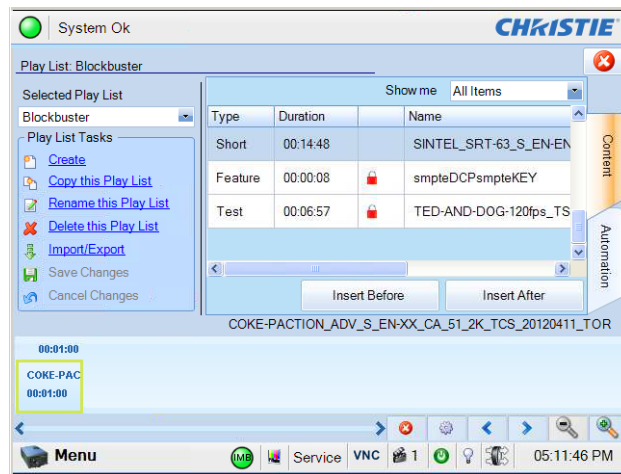 System Ok
CHRISTIE
Play List: Blockbuster
Selected Play List
Blockbuster
Play List Tasks
Create
Copy this Play List
Rename this Play List
Delete this Play List
Import/Export
Save Changes
Cancel Changes
Show me All Items
Type Duration Name
Short 00:14:48 SINTEL_SRT-63_S_EN-EN
Feature 00:00:08 smpteDCPsmpteKEY
Test 00:06:57 TED-AND-DOG-120fps_TS
Insert Before Insert After
Content
Automation
COKE-PACTION_ADV_S_EN-XX_CA_51_2K_TCS_20120411_TOR
00:01:00
COKE-PAC
00:01:00
Menu IMB Service VNC 1 05:11:46 PM